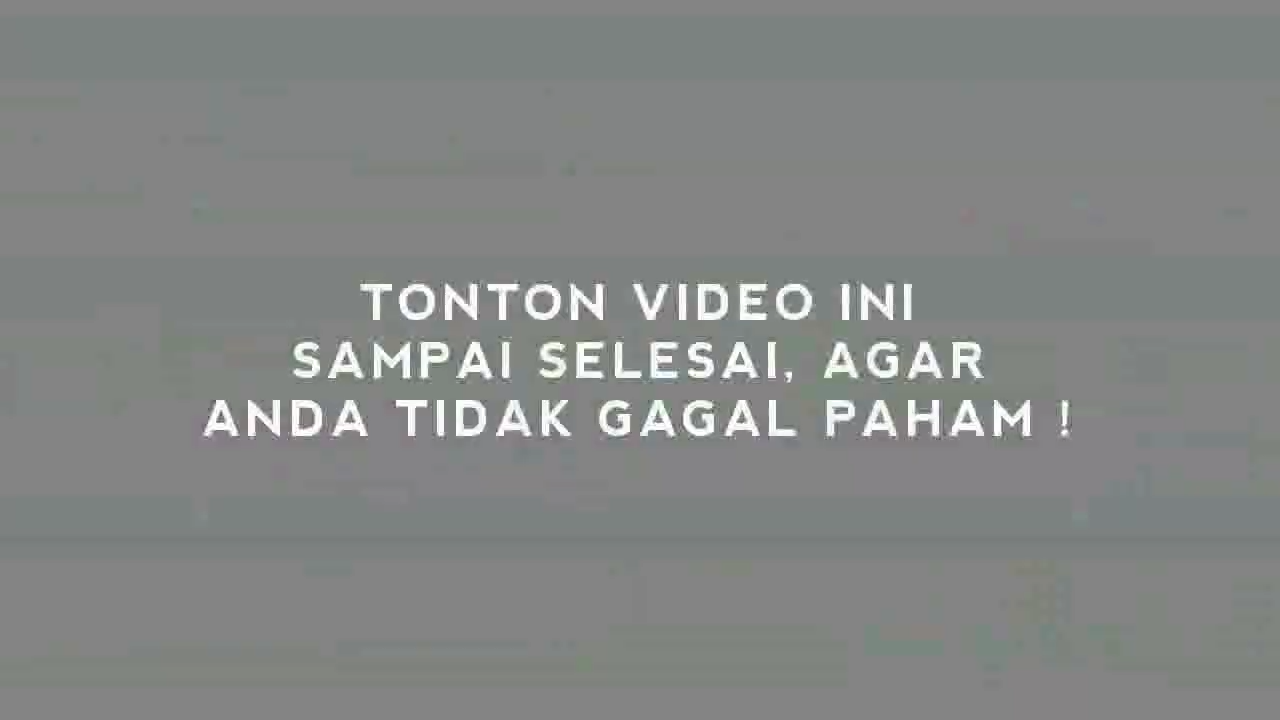 TONTON VIDEO INI
SAMPAI SELESAI, AGAR
ANDA TIDAK GAGAL PAHAM !